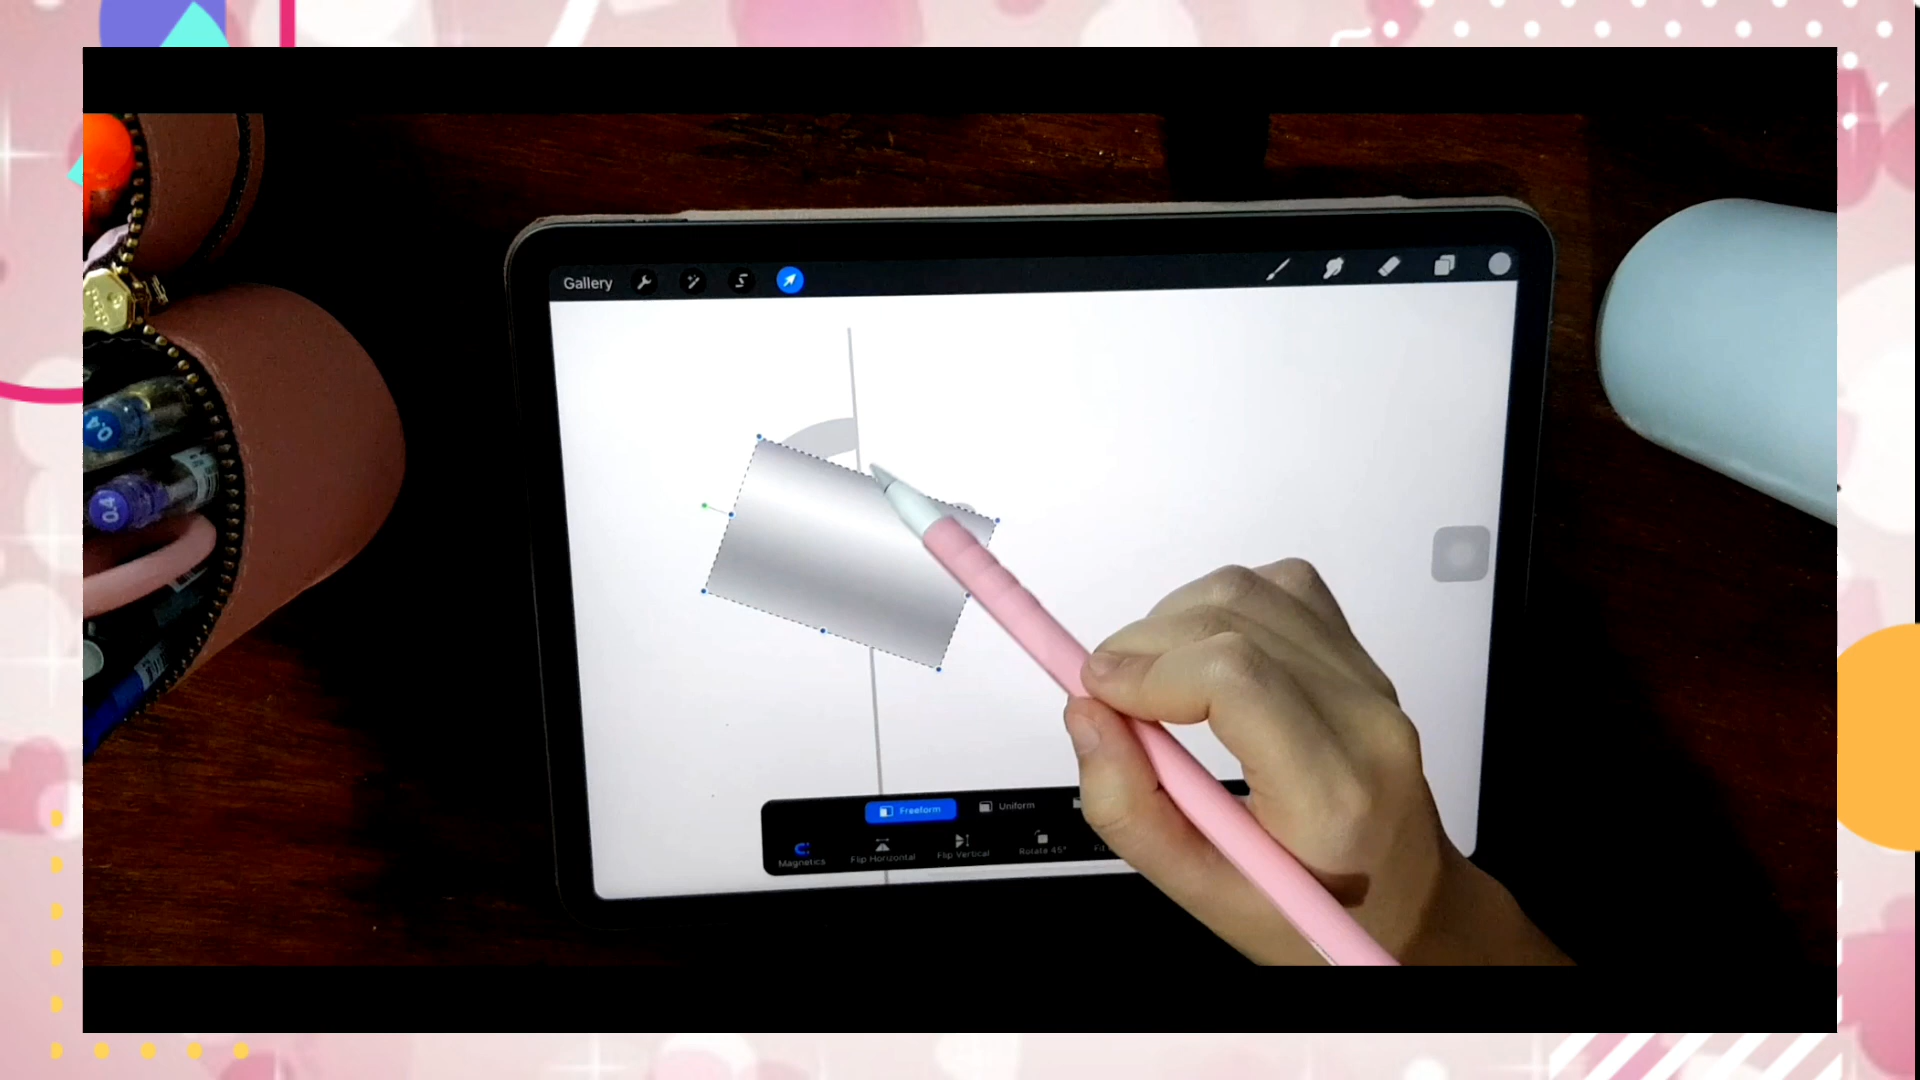 Gallery
Freeform
Uniform
Magnetics
Flip Horizontal
Flip Vertical
Rotate 45°
0.4
0.4